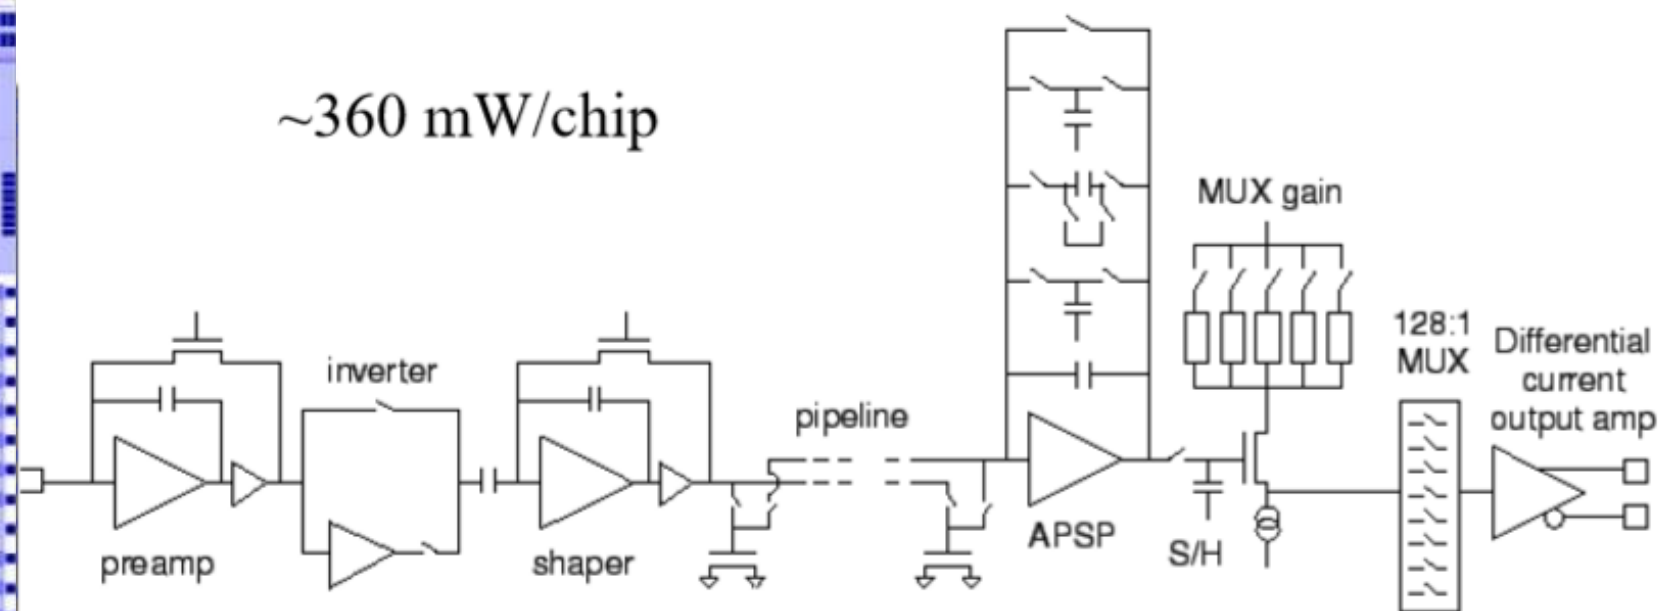 ~360 mW/chip
MUX gain
128:1
MUX
Differential
current
output amp
inverter
pipeline
preamp
shaper
APSP
S/H